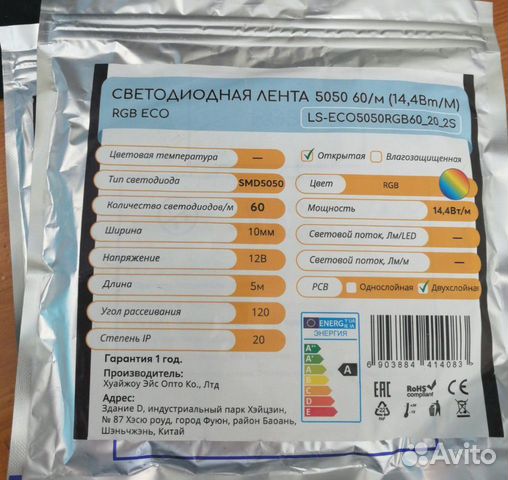 СВЕТОДИОДНАЯ ЛЕНТА 5050 60/м (14,4Вm/М)
RGB ECO
LS-ECO5050RGB60_20_2S
Цветовая температура —
Тип светодиода SMD5050
Количество светодиодов/м 60
Ширина 10мм
Напряжение 12В
Длина 5м
Угол рассеивания 120
Степень IP 20
Открытая Влагозащищенная
Цвет RGB
Мощность 14,4Вт/м
Световой поток, Лм/LED —
Световой поток, Лм/м —
PCB Однослойная Двухслойная
Гарантия 1 год.
Производитель:
Хуайжоу Эйс Опто Ко., Лтд
Адрес:
Здание D, индустриальный парк Хэйцзин,
№ 87 Хэсю роуд, город Фуюн, район Баоань,
Шэньчжэнь, Китай
ENERG
ЭНЕРГИЯ
A++
A+
A
B
C
D
E
A
6 903884 414083
EAC
RoHS
compliant
CE
Avito